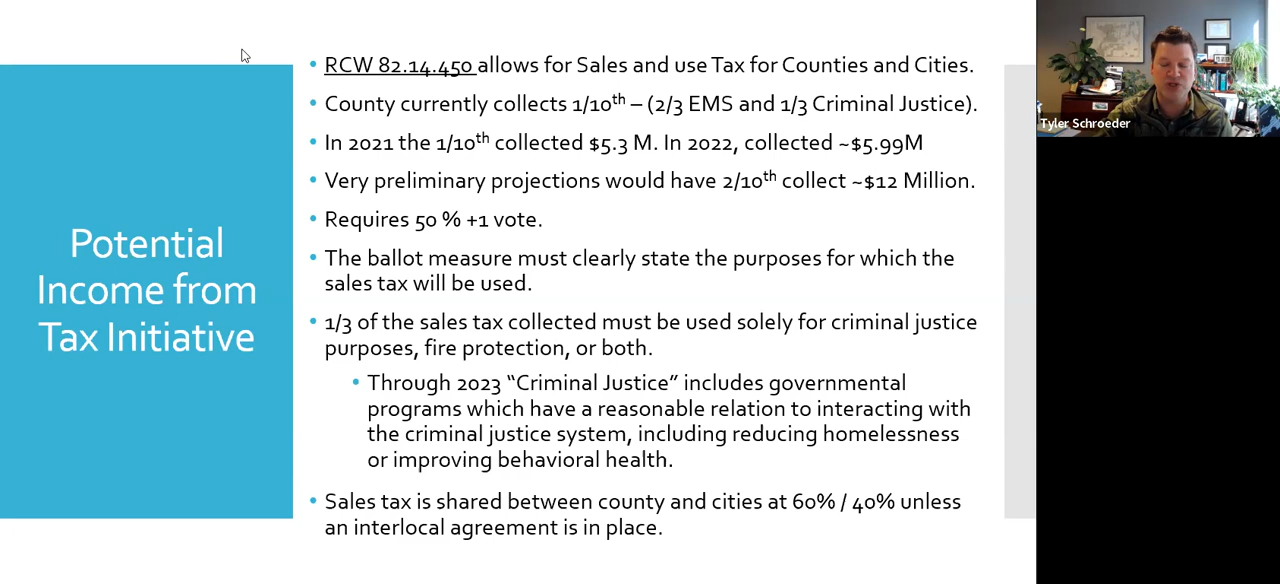 Potential
Income from
Tax Initiative
• RCW 82.14.450 allows for Sales and use Tax for Counties and Cities.
• County currently collects 1/10th – (2/3 EMS and 1/3 Criminal Justice).
• In 2021 the 1/10th collected $5.3 M. In 2022, collected ~$5.99M
• Very preliminary projections would have 2/10th collect ~$12 Million.
• Requires 50 % +1 vote.
• The ballot measure must clearly state the purposes for which the
sales tax will be used.
• 1/3 of the sales tax collected must be used solely for criminal justice
purposes, fire protection, or both.
• Through 2023 “Criminal Justice” includes governmental
programs which have a reasonable relation to interacting with
the criminal justice system, including reducing homelessness
or improving behavioral health.
• Sales tax is shared between county and cities at 60% / 40% unless
an interlocal agreement is in place.
Tyler Schroeder